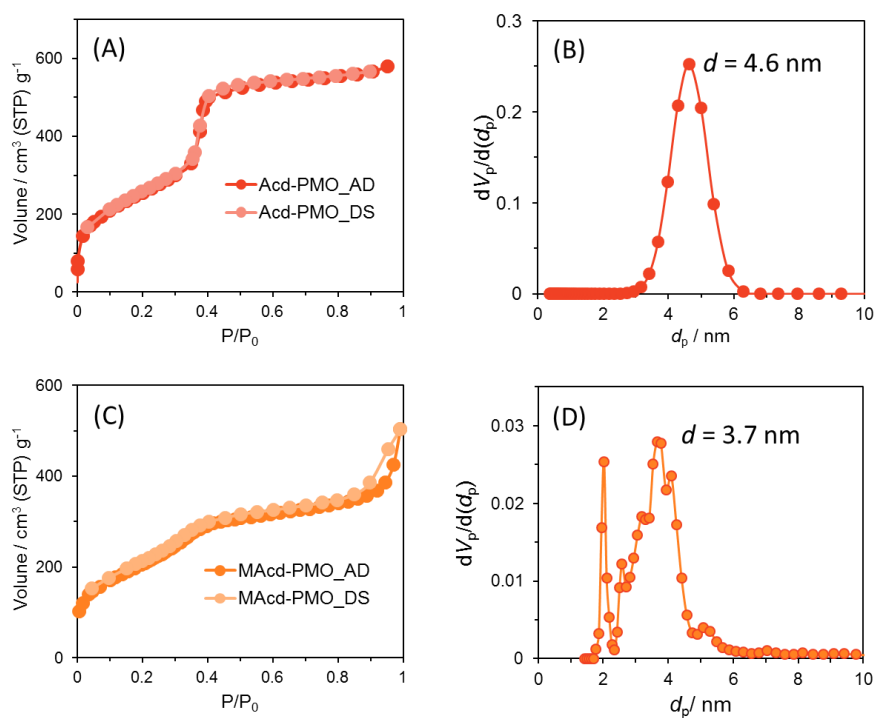 (A)
Volune / cm³ (STP) g⁻¹
600
400
200
0
Acd-PMO_AD
Acd-PMO_DS
0 0.2 0.4 0.6 0.8 1
P/P₀
(B)
d = 4.6 nm
dVₚ/d(dₚ)
0.3
0.2
0.1
0
0 2 4 6 8 10
dₚ / nm
(C)
Volume / cm³ (STP) g⁻¹
600
400
200
0
MAcd-PMO_AD
MAcd-PMO_DS
0 0.2 0.4 0.6 0.8 1
P/P₀
(D)
d = 3.7 nm
dVₚ/d(dₚ)
0.03
0.02
0.01
0
0 2 4 6 8 10
dₚ/ nm